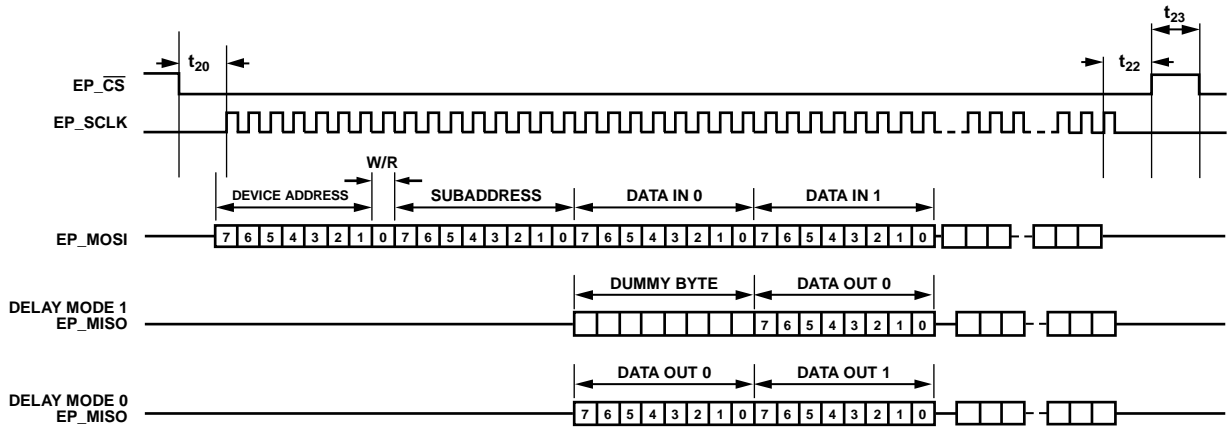 t23
t20
t22
EP_CS
EP_SCLK
W/R
DEVICE ADDRESS
SUBADDRESS
DATA IN 0
DATA IN 1
EP_MOSI
7 6 5 4 3 2 1 0 7 6 5 4 3 2 1 0 7 6 5 4 3 2 1 0 7 6 5 4 3 2 1 0
DUMMY BYTE
DATA OUT 0
DELAY MODE 1
EP_MISO
7 6 5 4 3 2 1 0
DATA OUT 0
DATA OUT 1
DELAY MODE 0
EP_MISO
7 6 5 4 3 2 1 0 7 6 5 4 3 2 1 0